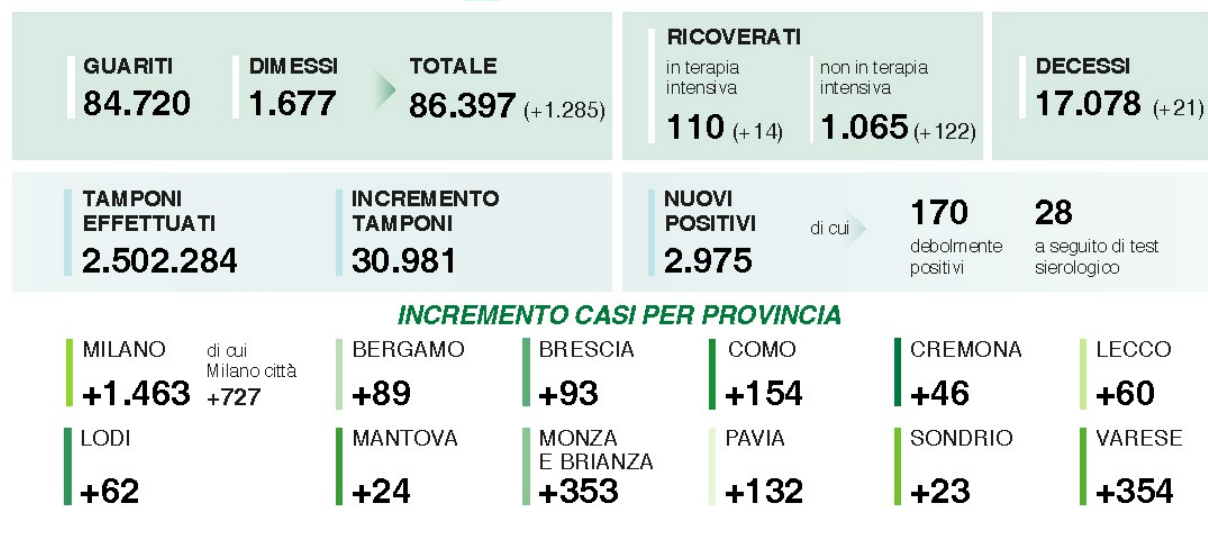 GUARITI
84.720
DIMESSI
1.677
TOTALE
86.397 (+1.285)
RICOVERATI
in terapia
intensiva
110 (+14)
non in terapia
intensiva
1.065 (+122)
DECESSI
17.078 (+21)
TAMPONI
EFFETTUATI
2.502.284
INCREMENTO
TAMPONI
30.981
NUOVI
POSITIVI
2.975
di cui
170
debolmente
positivi
28
a seguito di test
sierologico
INCREMENTO CASI PER PROVINCIA
MILANO
+1.463
di cui
Milano città
+727
BERGAMO
+89
BRESCIA
+93
COMO
+154
CREMONA
+46
LECCO
+60
LODI
+62
MANTOVA
+24
MONZA
E BRIANZA
+353
PAVIA
+132
SONDRIO
+23
VARESE
+354